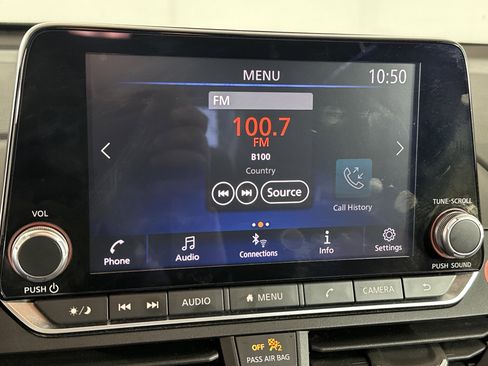 MENU
10:50
FM
100.7
FM
B100
Country
Source
Call History
VOL
TUNE·SCROLL
Phone
Audio
Connections
Info
Settings
PUSH
PUSH SOUND
AUDIO
MENU
CAMERA
OFF
2
PASS AIR BAG